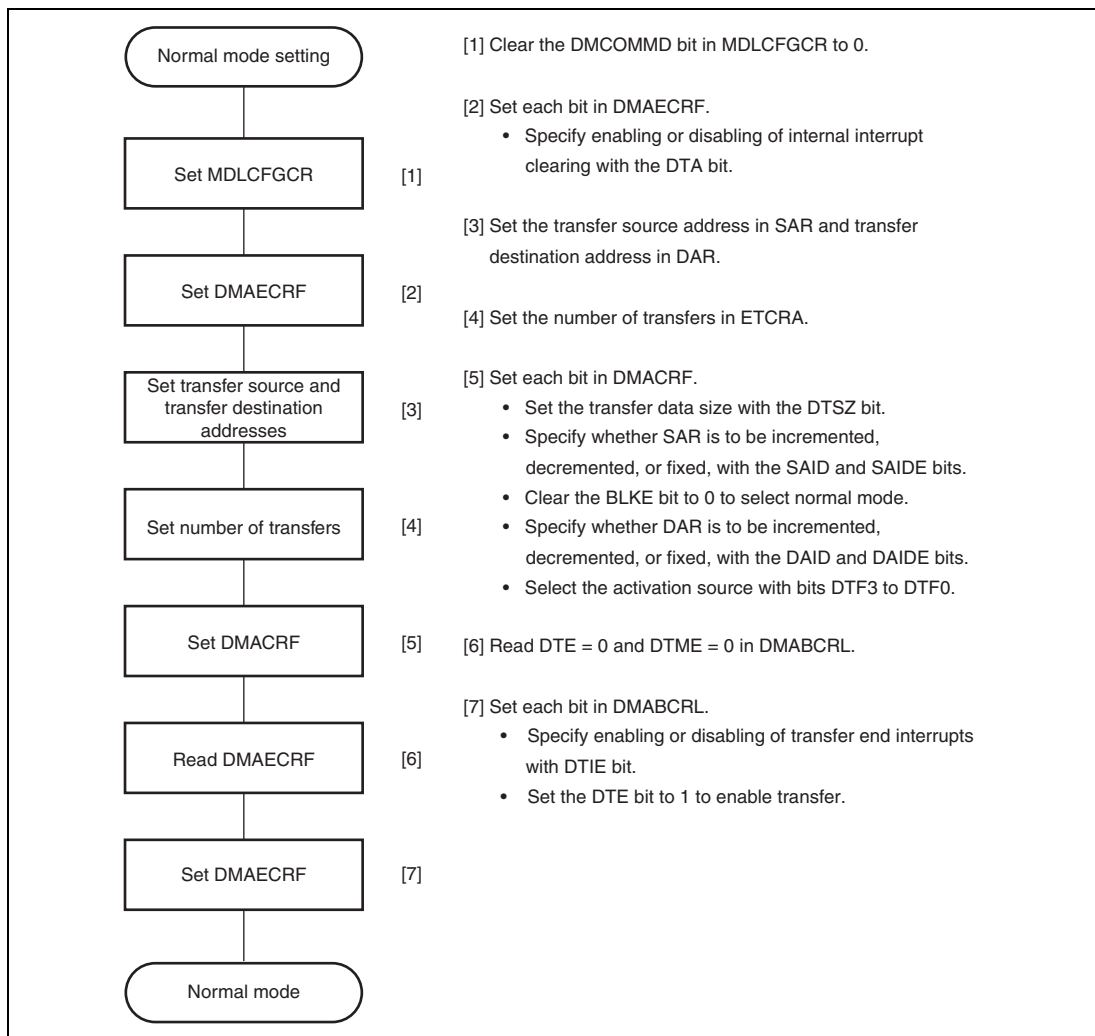 Normal mode setting
Set MDLCFGCR
[1]
Set DMAECRF
[2]
Set transfer source and
transfer destination
addresses
[3]
Set number of transfers
[4]
Set DMACRF
[5]
Read DMAECRF
[6]
Set DMAECRF
[7]
Normal mode
[1] Clear the DMCOMMD bit in MDLCFGCR to 0.
[2] Set each bit in DMAECRF.
• Specify enabling or disabling of internal interrupt
clearing with the DTA bit.
[3] Set the transfer source address in SAR and transfer
destination address in DAR.
[4] Set the number of transfers in ETCRA.
[5] Set each bit in DMACRF.
• Set the transfer data size with the DTSZ bit.
• Specify whether SAR is to be incremented,
decremented, or fixed, with the SAID and SAIDE bits.
• Clear the BLKE bit to 0 to select normal mode.
• Specify whether DAR is to be incremented,
decremented, or fixed, with the DAID and DAIDE bits.
• Select the activation source with bits DTF3 to DTF0.
[6] Read DTE = 0 and DTME = 0 in DMABCRL.
[7] Set each bit in DMABCRL.
• Specify enabling or disabling of transfer end interrupts
with DTIE bit.
• Set the DTE bit to 1 to enable transfer.